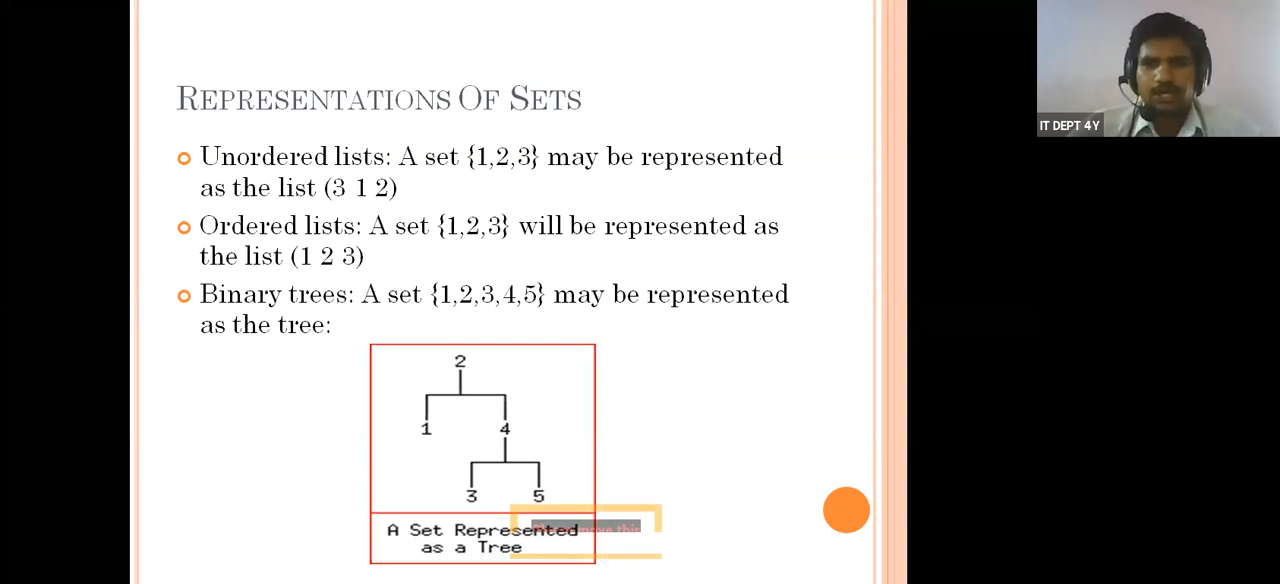 REPRESENTATIONS OF SETS
Unordered lists: A set {1,2,3} may be represented
as the list (3 1 2)
Ordered lists: A set {1,2,3} will be represented as
the list (1 2 3)
Binary trees: A set {1,2,3,4,5} may be represented
as the tree:
2
1 4
3 5
A Set Represented
as a Tree
move this
IT DEPT 4Y